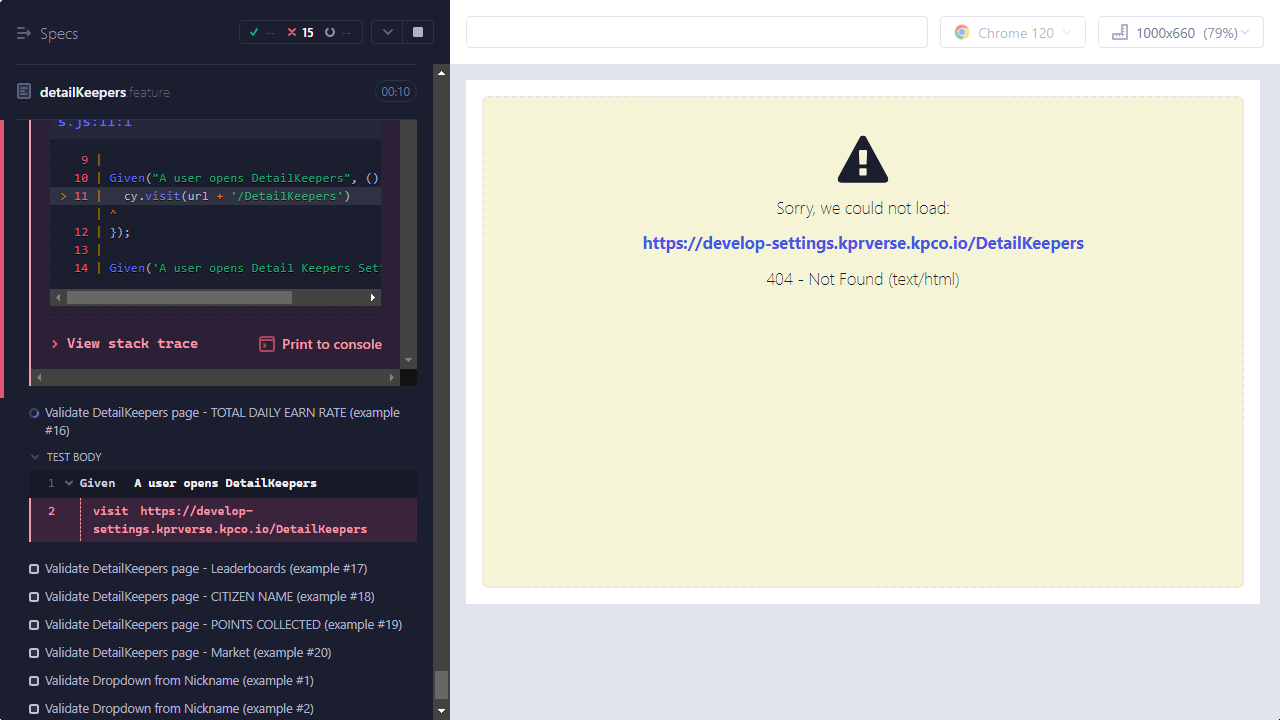 Specs
--
15
--
Chrome 120
1000x660 (79%)
detailKeepers.feature
00:10
s.js:11:1
9 |
10 | Given("A user opens DetailKeepers", ()
> 11 | cy.visit(url + '/DetailKeepers')
| ^
12 | });
13 |
14 | Given('A user opens Detail Keepers Set
> View stack trace
Print to console
Validate DetailKeepers page - TOTAL DAILY EARN RATE (example
#16)
TEST BODY
1 Given A user opens DetailKeepers
2 visit https://develop-
settings.kprverse.kpco.io/DetailKeepers
Validate DetailKeepers page - Leaderboards (example #17)
Validate DetailKeepers page - CITIZEN NAME (example #18)
Validate DetailKeepers page - POINTS COLLECTED (example #19)
Validate DetailKeepers page - Market (example #20)
Validate Dropdown from Nickname (example #1)
Validate Dropdown from Nickname (example #2)
Sorry, we could not load:
https://develop-settings.kprverse.kpco.io/DetailKeepers
404 - Not Found (text/html)